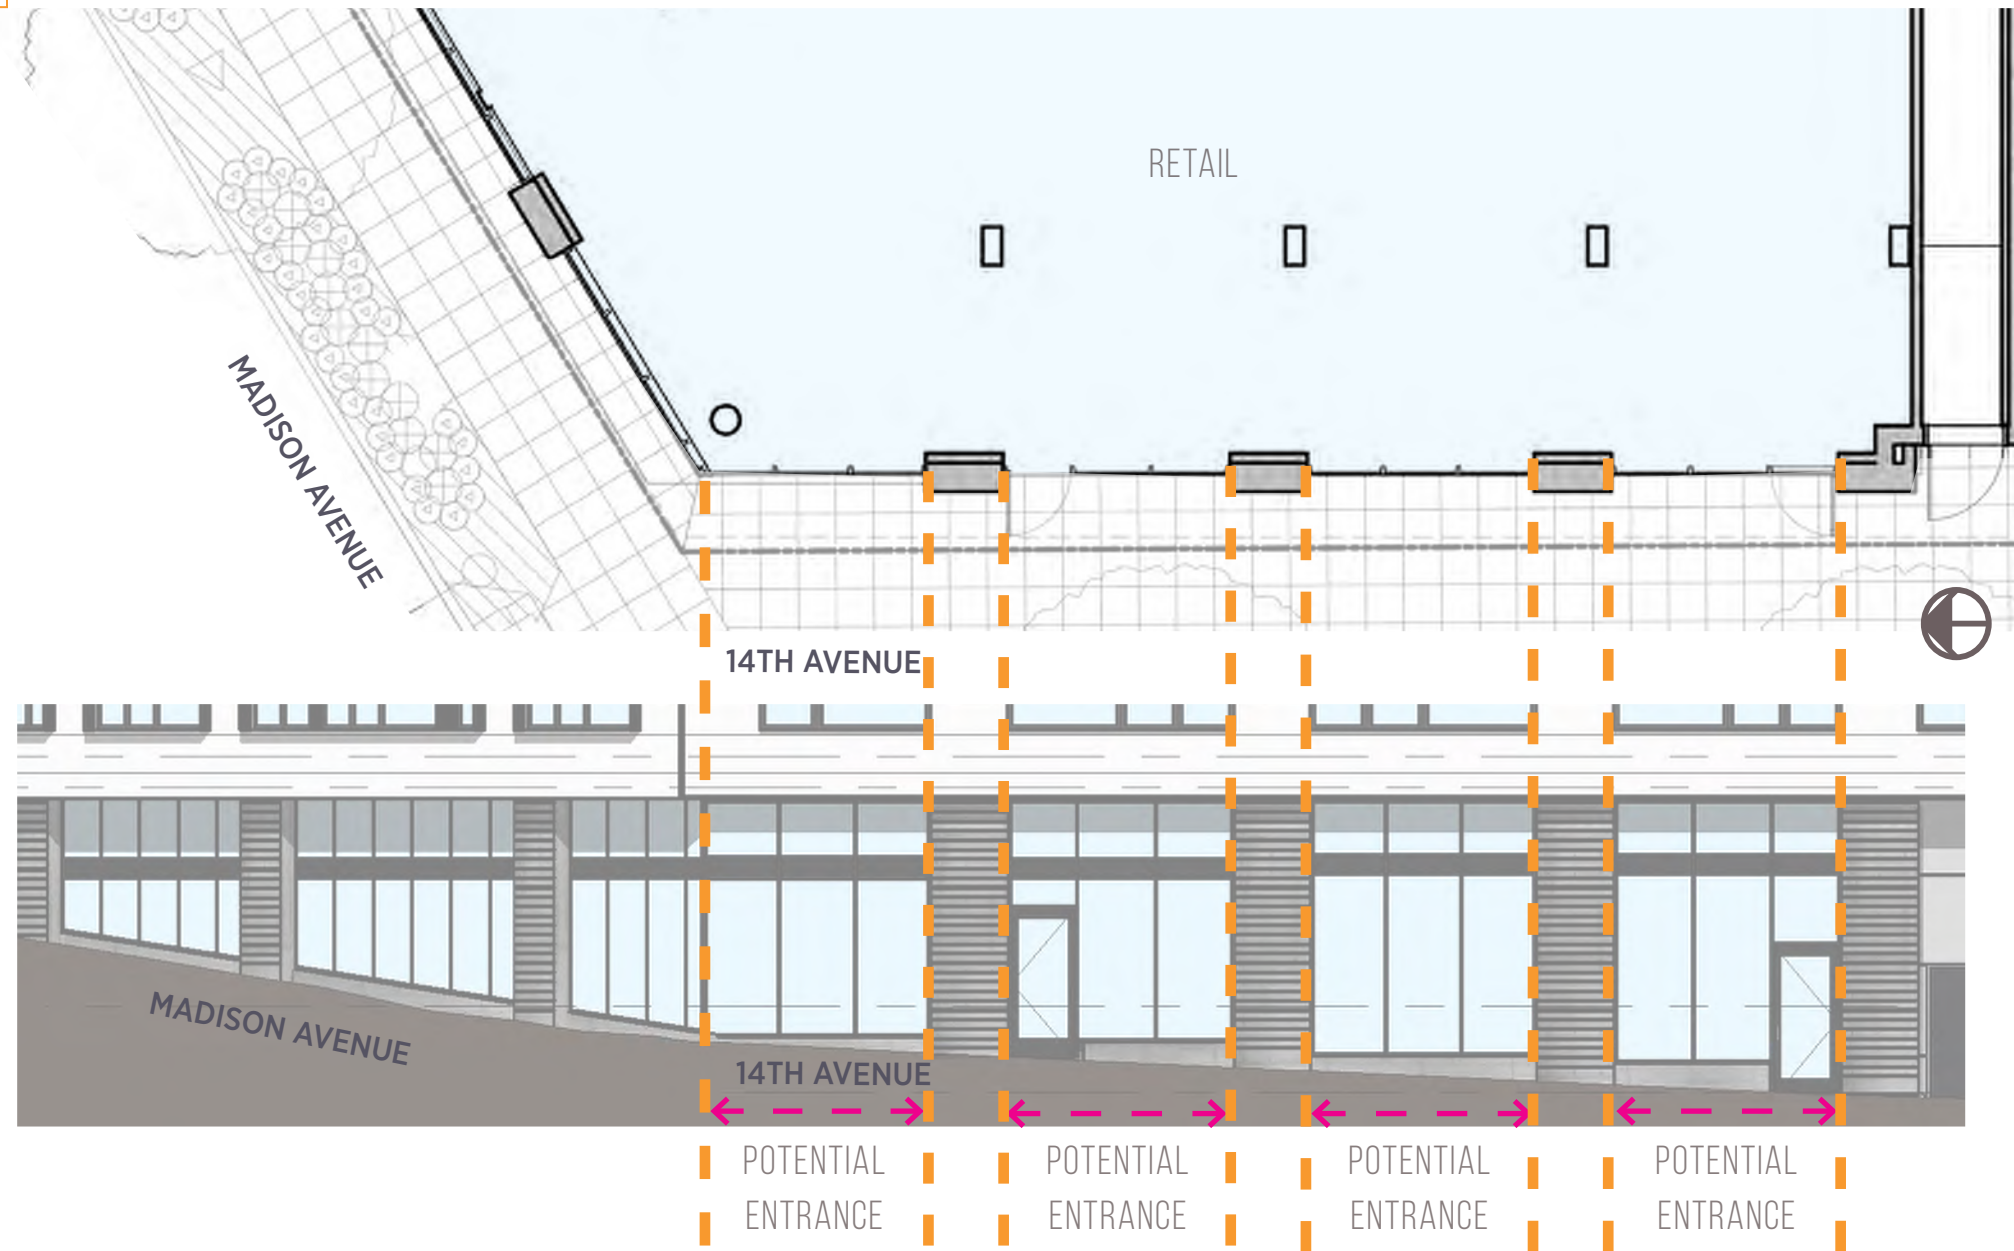 RETAIL
MADISON AVENUE
14TH AVENUE
MADISON AVENUE
14TH AVENUE
POTENTIAL
ENTRANCE
POTENTIAL
ENTRANCE
POTENTIAL
ENTRANCE
POTENTIAL
ENTRANCE